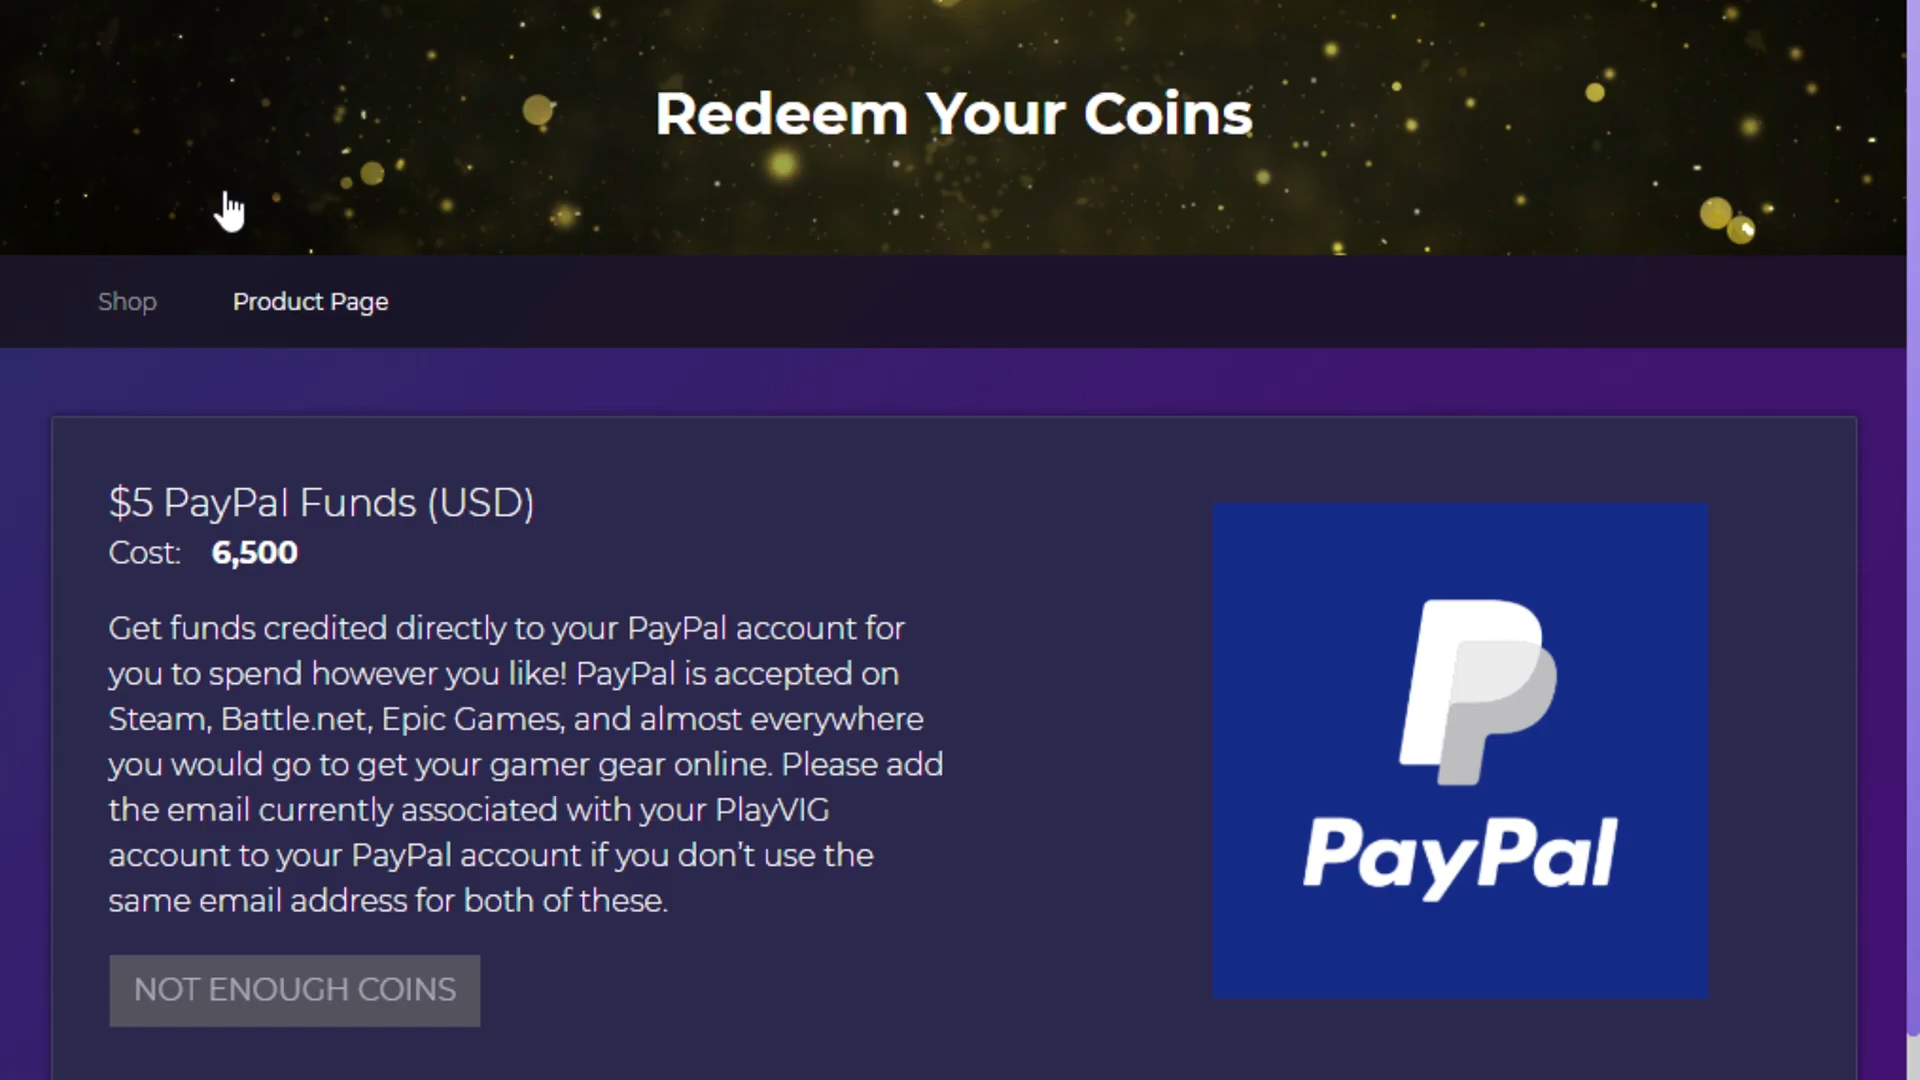 Redeem Your Coins
Shop Product Page
$5 PayPal Funds (USD)
Cost: 6,500
Get funds credited directly to your PayPal account for
you to spend however you like! PayPal is accepted on
Steam, Battle.net, Epic Games, and almost everywhere
you would go to get your gamer gear online. Please add
the email currently associated with your PlayVIG
account to your PayPal account if you don’t use the
same email address for both of these.
NOT ENOUGH COINS
PayPal